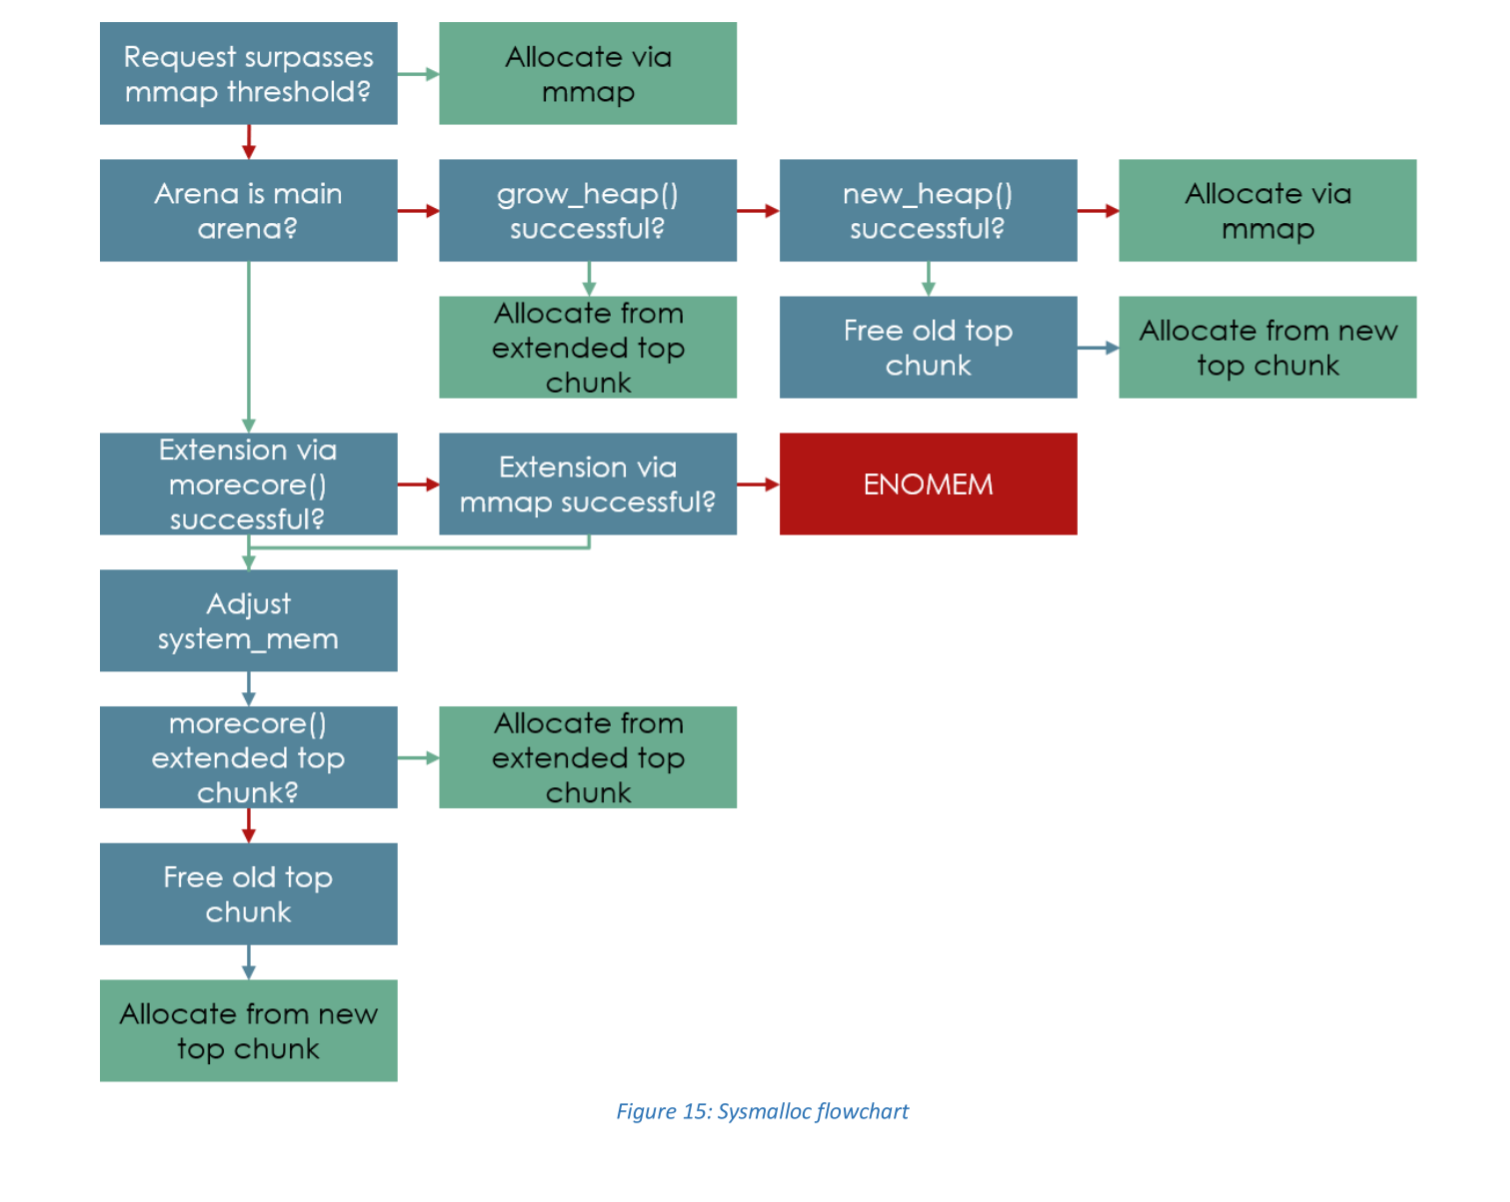 Request surpasses
mmap threshold?
Allocate via
mmap
Arena is main
arena?
grow_heap()
successful?
new_heap()
successful?
Allocate via
mmap
Allocate from
extended top
chunk
Free old top
chunk
Allocate from new
top chunk
Extension via
morecore()
successful?
Extension via
mmap successful?
ENOMEM
Adjust
system_mem
morecore()
extended top
chunk?
Allocate from
extended top
chunk
Free old top
chunk
Allocate from new
top chunk
Figure 15: Sysmalloc flowchart